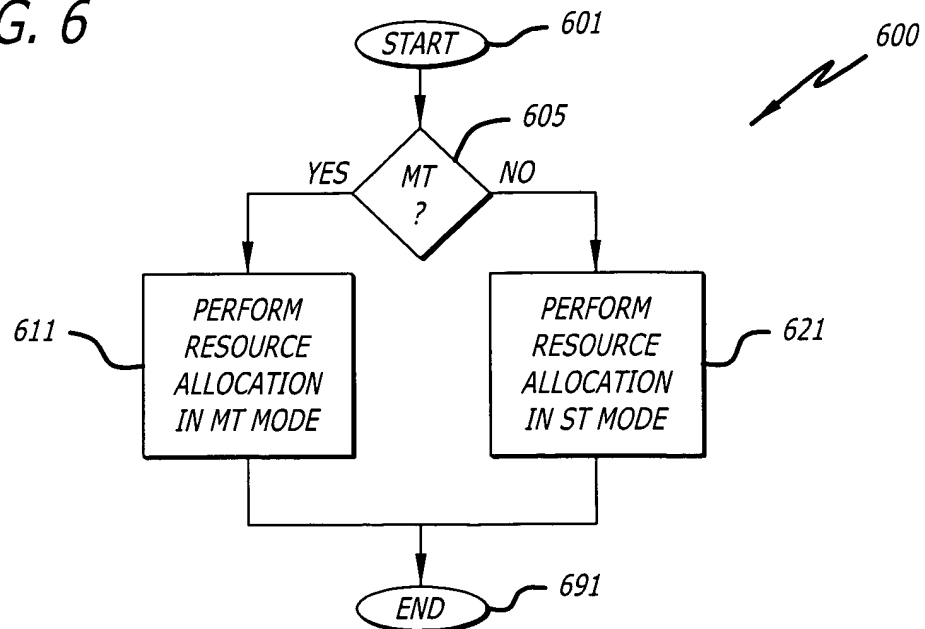 G. 6
START
601
600
605
YES
MT
?
NO
611
PERFORM
RESOURCE
ALLOCATION
IN MT MODE
PERFORM
RESOURCE
ALLOCATION
IN ST MODE
621
END
691